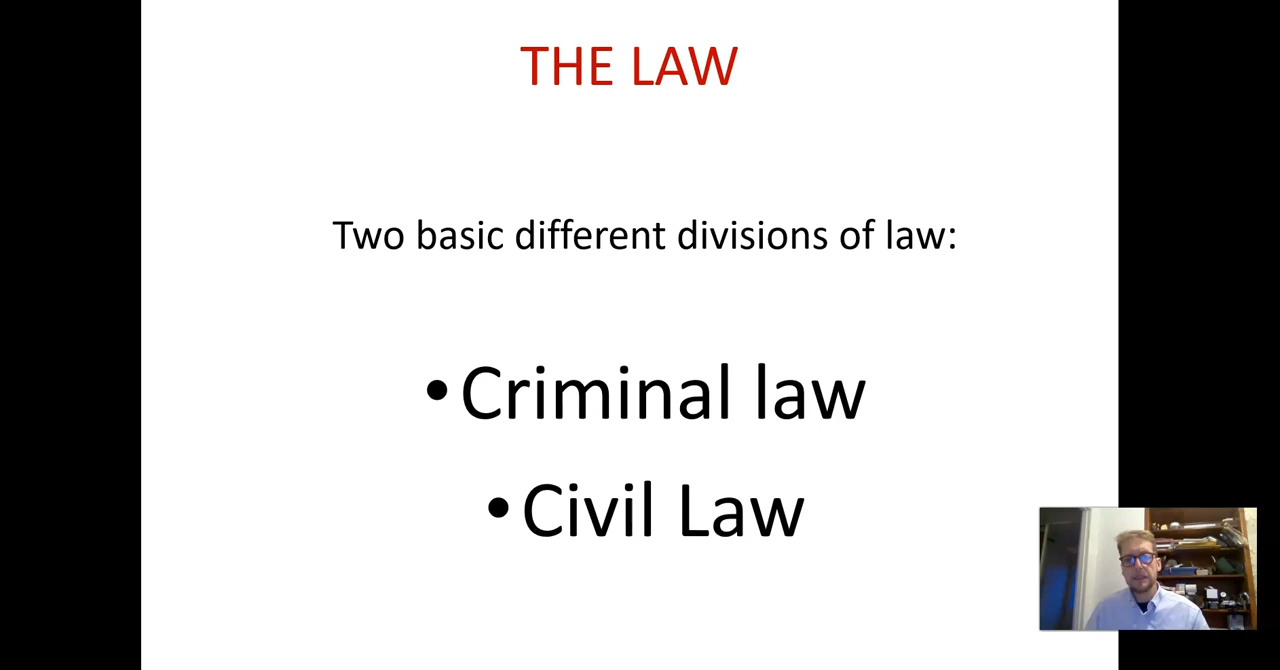 THE LAW
Two basic different divisions of law:
• Criminal law
• Civil Law